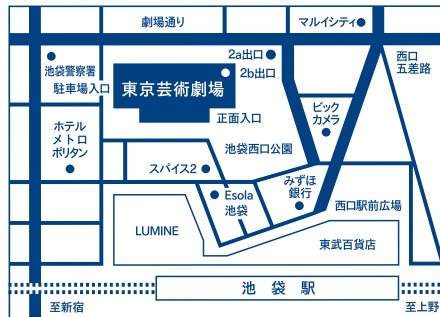 劇場通り
マルイシティ
2a出口
西口
五差路
池袋警察署
駐車場入口
東京芸術劇場
2b出口
正面入口
ビック
カメラ
ホテル
メトロ
ポリタン
池袋西口公園
スパイス2
みずほ
銀行
Esola
池袋
西口駅前広場
LUMINE
東武百貨店
池袋駅
至新宿
至上野